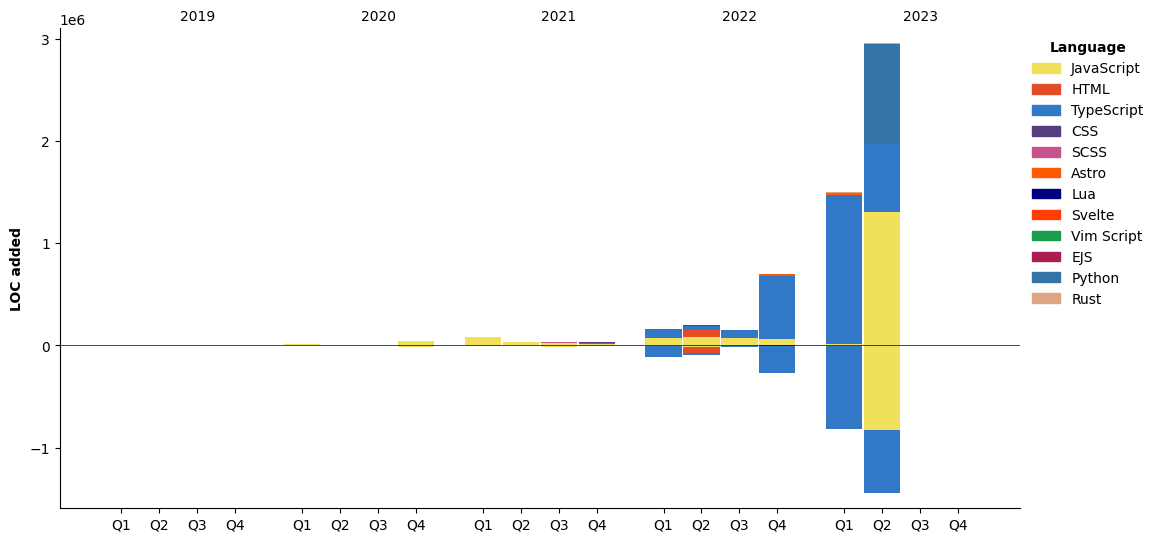 2019 2020 2021 2022 2023
1e6
3
2
1
0
−1
LOC added
Q1 Q2 Q3 Q4 Q1 Q2 Q3 Q4 Q1 Q2 Q3 Q4 Q1 Q2 Q3 Q4 Q1 Q2 Q3 Q4
Language
JavaScript
HTML
TypeScript
CSS
SCSS
Astro
Lua
Svelte
Vim Script
EJS
Python
Rust